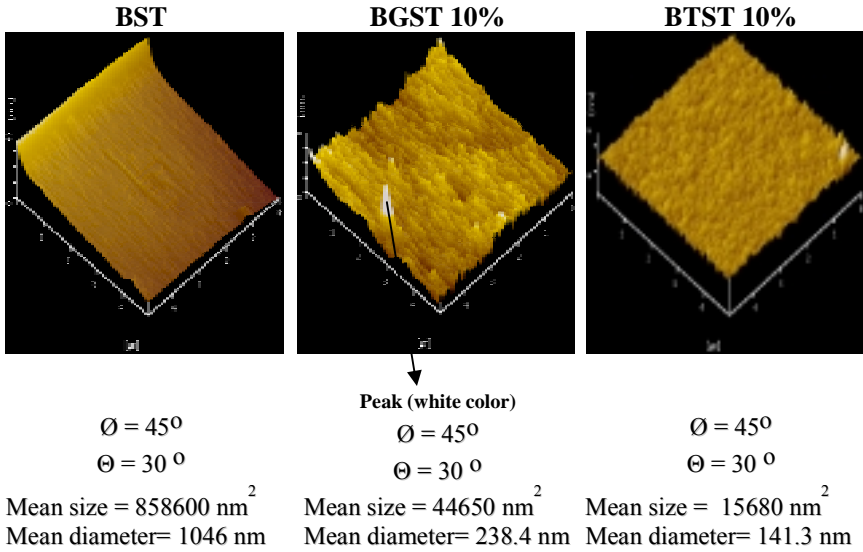 BST BGST 10% BTST 10%
Peak (white color)
Ø = 45º Ø = 45º Ø = 45º
Θ = 30 º Θ = 30 º Θ = 30 º
Mean size = 858600 nm² Mean size = 44650 nm² Mean size = 15680 nm²
Mean diameter= 1046 nm Mean diameter= 238,4 nm Mean diameter= 141,3 nm